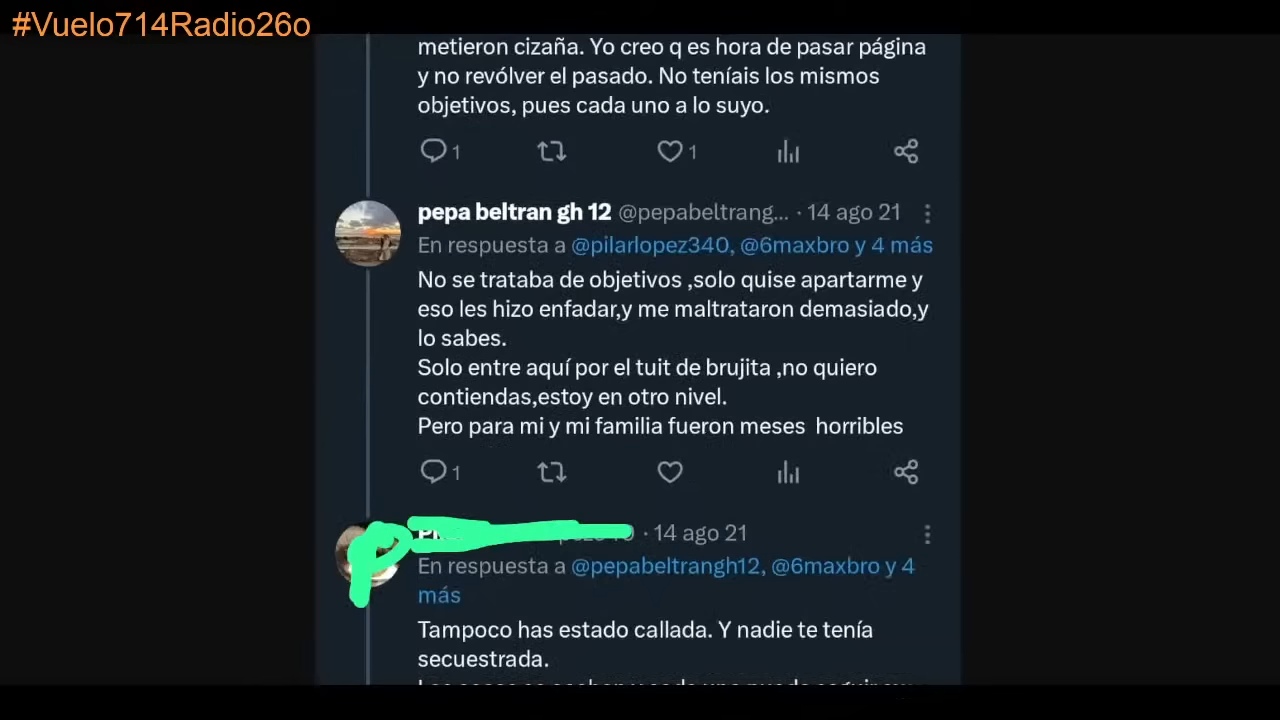 #Vuelo714Radio26o
metieron cizaña. Yo creo q es hora de pasar página
y no revólver el pasado. No teníais los mismos
objetivos, pues cada uno a lo suyo.
1 1
pepa beltran gh 12 @pepabeltrang... · 14 ago 21
En respuesta a @pilarlopez340, @6maxbro y 4 más
No se trataba de objetivos ,solo quise apartarme y
eso les hizo enfadar,y me maltrataron demasiado,y
lo sabes.
Solo entre aquí por el tuit de brujita ,no quiero
contiendas,estoy en otro nivel.
Pero para mi y mi familia fueron meses horribles
1
· 14 ago 21
En respuesta a @pepabeltrangh12, @6maxbro y 4
más
Tampoco has estado callada. Y nadie te tenía
secuestrada.